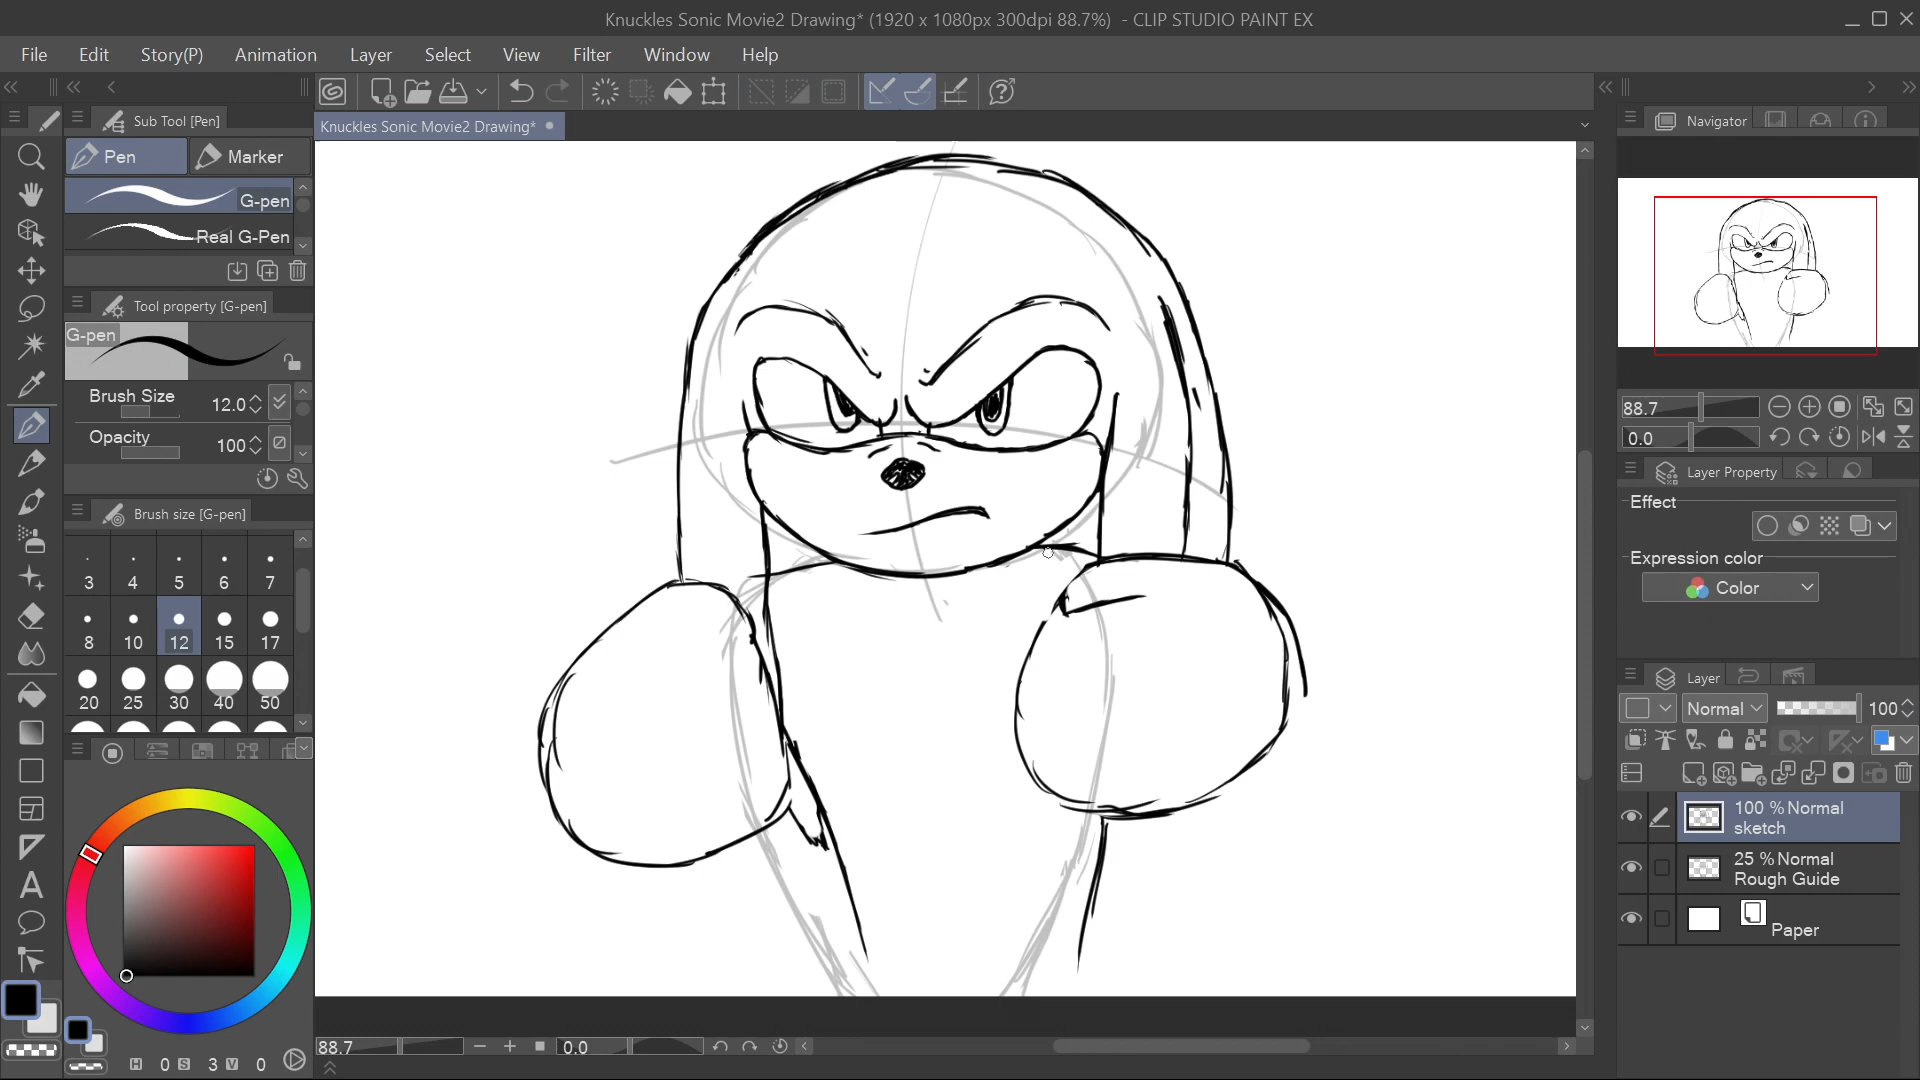 Knuckles Sonic Movie2 Drawing* (1920 x 1080px 300dpi 88.7%) - CLIP STUDIO PAINT EX
File Edit Story(P) Animation Layer Select View Filter Window Help
Sub Tool [Pen]
Pen Marker
G-pen
Real G-Pen
Tool property [G-pen]
G-pen
Brush Size 12.0
Opacity 100
Brush size [G-pen]
3 4 5 6 7
8 10 12 15 17
20 25 30 40 50
H 0 S 3 V 0
Knuckles Sonic Movie2 Drawing*
88.7 0.0
Navigator
88.7
0.0
Layer Property
Effect
Expression color
Color
Layer
Normal 100
100 % Normal
sketch
25 % Normal
Rough Guide
Paper